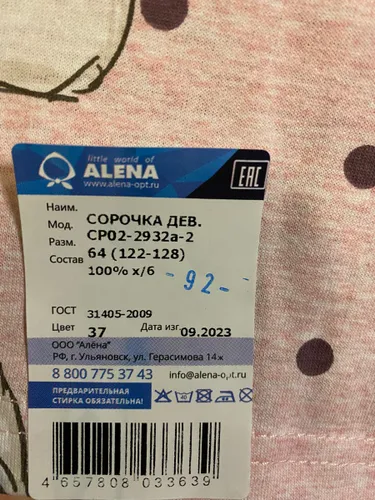 little world of
ALENA
www.alena-opt.ru
EAC
Наим. СОРОЧКА ДЕВ.
Мод. СР02-2932а-2
Разм. 64 (122-128)
Состав 100% х/б
-92-
ГОСТ 31405-2009
Цвет 37 Дата изг. 09.2023
ООО "Алёна"
РФ, г. Ульяновск, ул. Герасимова 14ж
8 800 775 37 43 info@alena-opt.ru
ПРЕДВАРИТЕЛЬНАЯ
СТИРКА ОБЯЗАТЕЛЬНА!
4 657808 033639